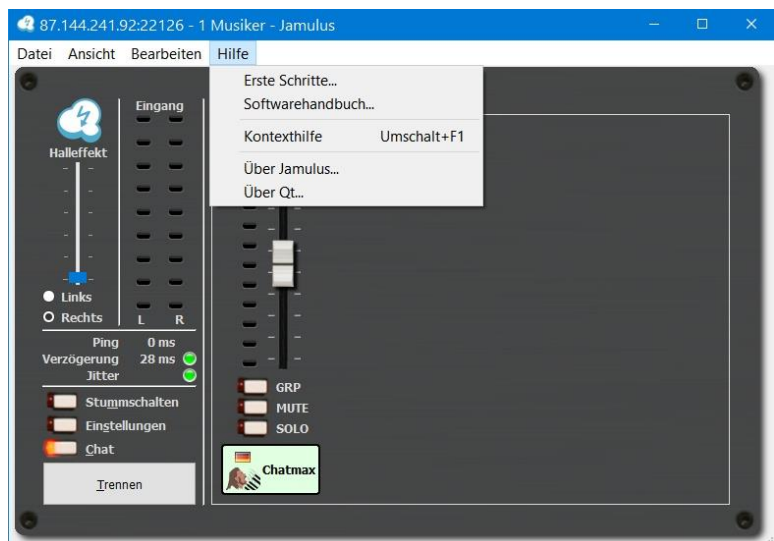 87.144.241.92:22126 - 1 Musiker - Jamulus
Datei Ansicht Bearbeiten Hilfe
Erste Schritte...
Softwarehandbuch...
Kontexthilfe Umschalt+F1
Über Jamulus...
Über Qt...
Eingang
Halleffekt
Links
Rechts
L R
Ping 0 ms
Verzögerung 28 ms
Jitter
Stummschalten
Einstellungen
Chat
Trennen
GRP
MUTE
SOLO
Chatmax